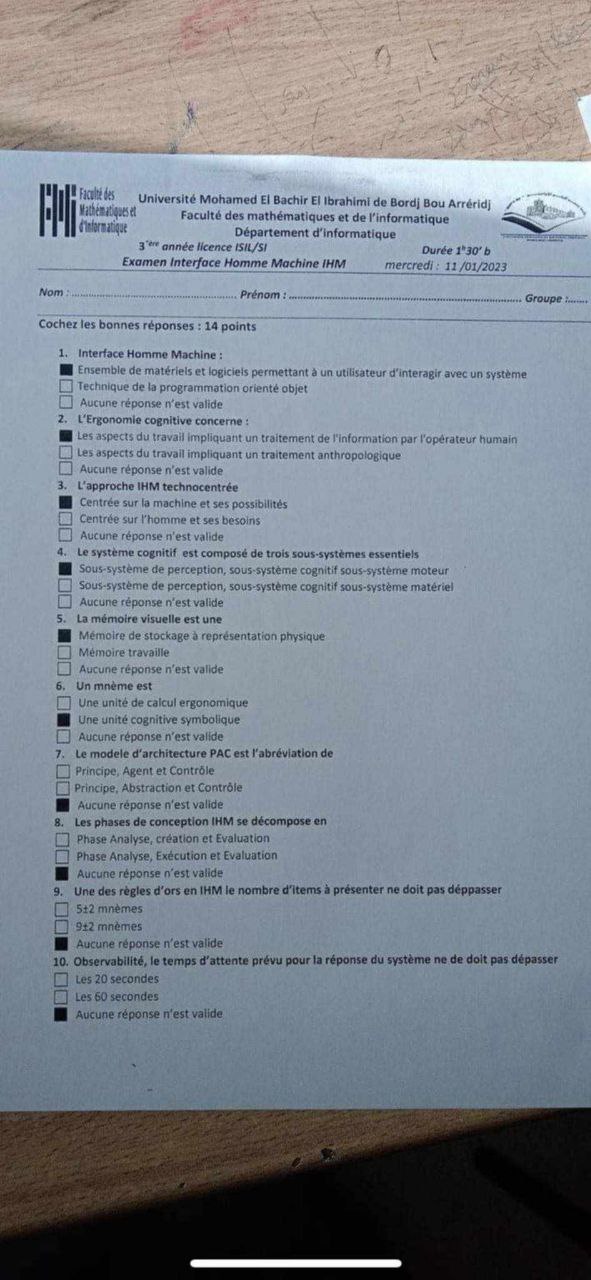 Faculté des
Mathématiques et
d'Informatique
Université Mohamed El Bachir El Ibrahimi de Bordj Bou Arréridj
Faculté des mathématiques et de l'informatique
Département d'informatique
3'ère année licence ISIL/SI
Durée 1h30' b
Examen Interface Homme Machine IHM
mercredi : 11 /01/2023
Nom : ........................................ Prénom : ............................................................ Groupe :......
Cochez les bonnes réponses : 14 points
1. Interface Homme Machine :
Ensemble de matériels et logiciels permettant à un utilisateur d'interagir avec un système
Technique de la programmation orienté objet
Aucune réponse n'est valide
2. L'Ergonomie cognitive concerne :
Les aspects du travail impliquant un traitement de l'information par l'opérateur humain
Les aspects du travail impliquant un traitement anthropologique
Aucune réponse n'est valide
3. L'approche IHM technocentrée
Centrée sur la machine et ses possibilités
Centrée sur l'homme et ses besoins
Aucune réponse n'est valide
4. Le système cognitif est composé de trois sous-systèmes essentiels
Sous-système de perception, sous-système cognitif sous-système moteur
Sous-système de perception, sous-système cognitif sous-système matériel
Aucune réponse n'est valide
5. La mémoire visuelle est une
Mémoire de stockage à représentation physique
Mémoire travaille
Aucune réponse n'est valide
6. Un mnème est
Une unité de calcul ergonomique
Une unité cognitive symbolique
Aucune réponse n'est valide
7. Le modele d'architecture PAC est l'abréviation de
Principe, Agent et Contrôle
Principe, Abstraction et Contrôle
Aucune réponse n'est valide
8. Les phases de conception IHM se décompose en
Phase Analyse, création et Evaluation
Phase Analyse, Exécution et Evaluation
Aucune réponse n'est valide
9. Une des règles d'ors en IHM le nombre d'items à présenter ne doit pas déppasser
5±2 mnèmes
9±2 mnèmes
Aucune réponse n'est valide
10. Observabilité, le temps d'attente prévu pour la réponse du système ne de doit pas dépasser
Les 20 secondes
Les 60 secondes
Aucune réponse n'est valide